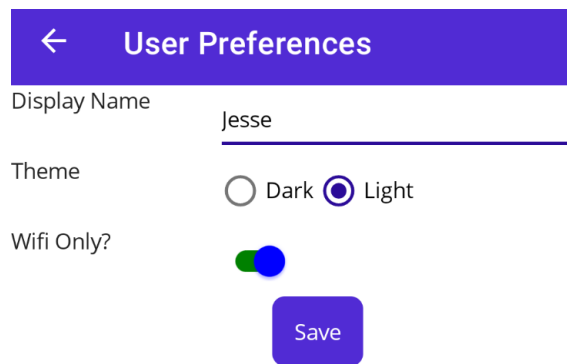 User Preferences
Display Name
Jesse
Theme
Dark Light
Wifi Only?
Save